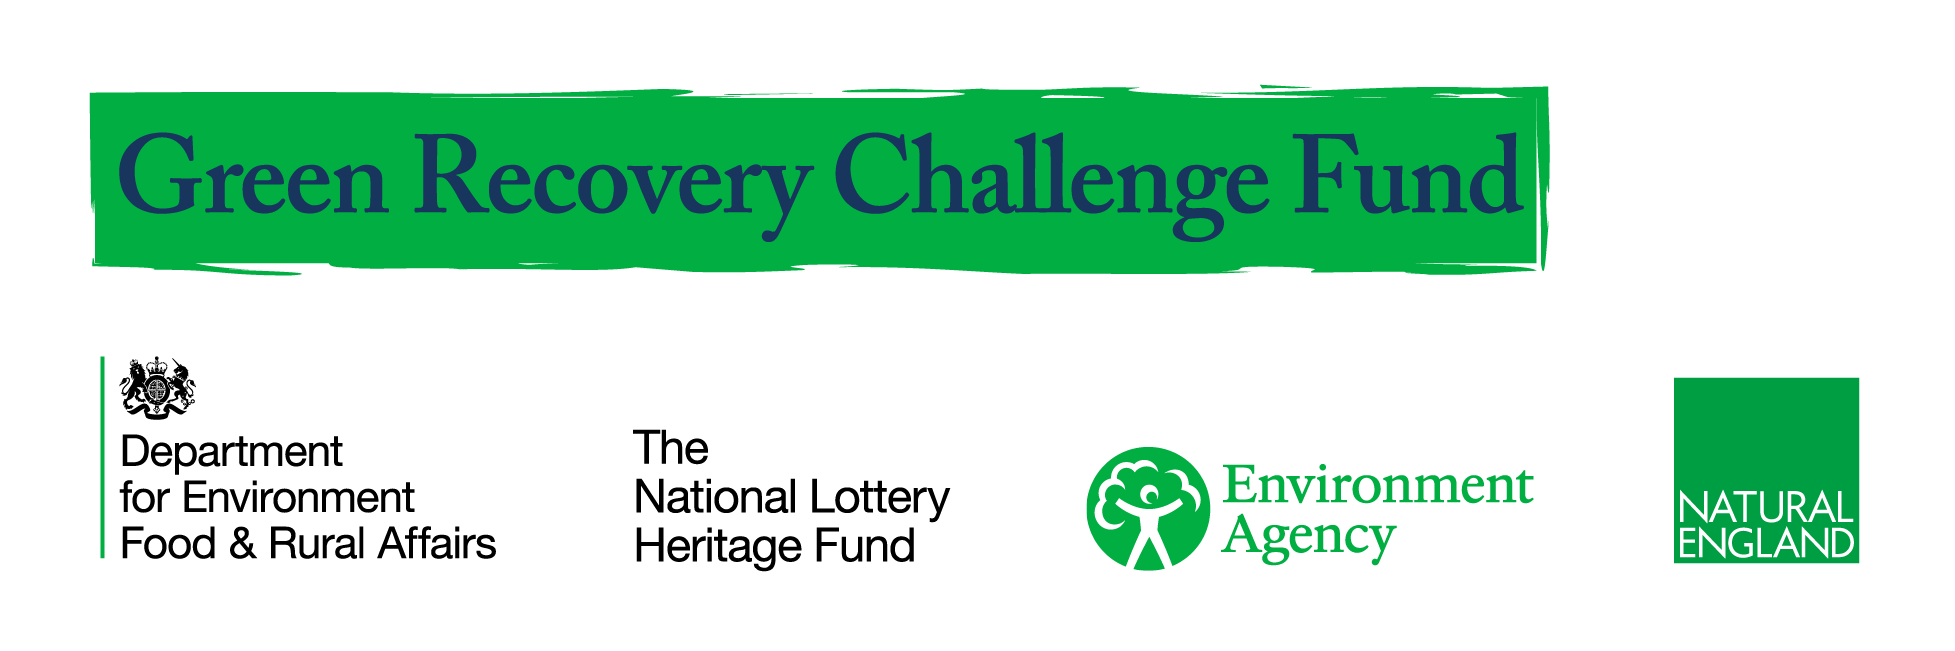 Green Recovery Challenge Fund
Department
for Environment
Food & Rural Affairs
The
National Lottery
Heritage Fund
Environment
Agency
NATURAL
ENGLAND